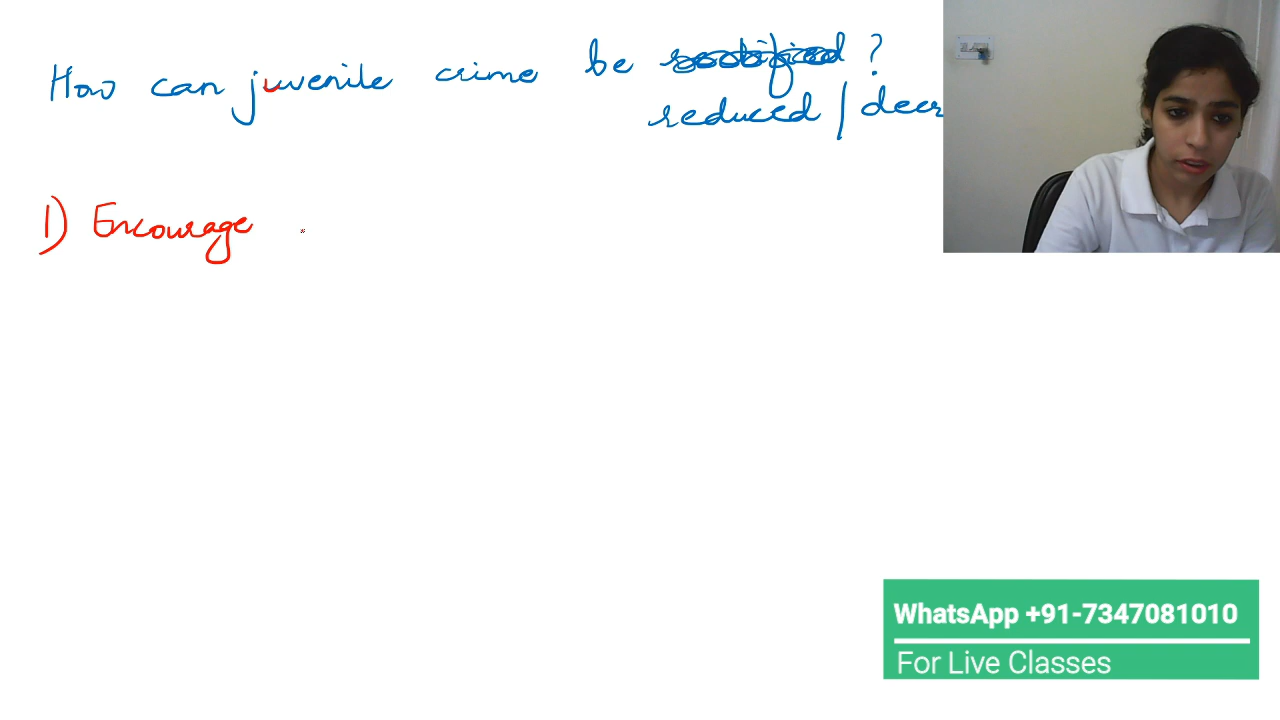 How can juvenile crime be ?
reduced / decr
1) Encourage
WhatsApp +91-7347081010
For Live Classes